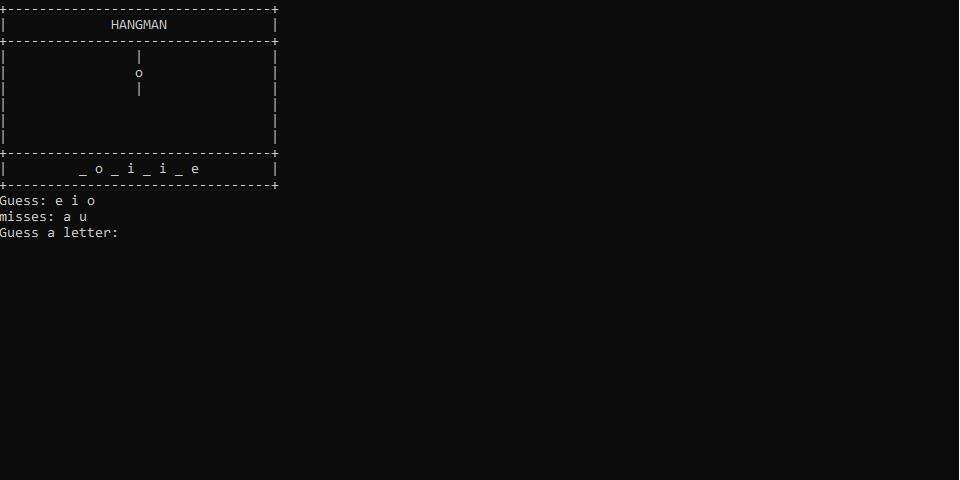 +---------------------------------+
|             HANGMAN             |
+---------------------------------+
|                |                |
|                o                |
|                |                |
|                                 |
|                                 |
|                                 |
+---------------------------------+
|         _ o _ i _ i _ e         |
+---------------------------------+
Guess: e i o
misses: a u
Guess a letter: